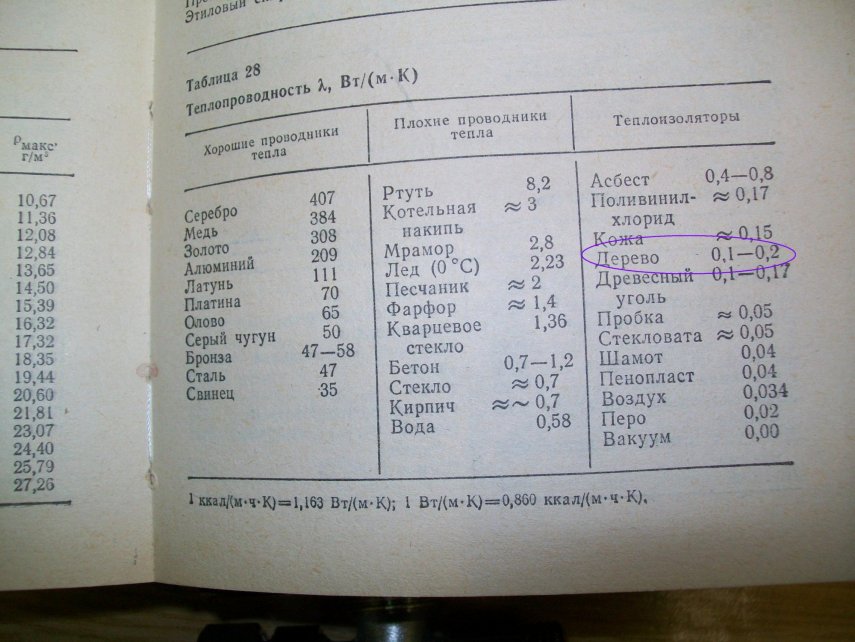 Этиловый
Таблица 28
Теплопроводность λ, Вт/(м·К)
ρмакс,
г/м³
10,67
11,36
12,08
12,84
13,65
14,50
15,39
16,32
17,32
18,35
19,44
20,60
21,81
23,07
24,40
25,79
27,26
Хорошие проводники
тепла
Серебро 407
Медь 384
Золото 308
Алюминий 209
Латунь 111
Платина 70
Олово 65
Серый чугун 50
Бронза 47—58
Сталь 47
Свинец 35
Плохие проводники
тепла
Ртуть 8,2
Котельная ≈ 3
накипь
Мрамор 2,8
Лед (0 °С) 2,23
Песчаник ≈ 2
Фарфор ≈ 1,4
Кварцевое 1,36
стекло
Бетон 0,7—1,2
Стекло ≈ 0,7
Кирпич ≈∼ 0,7
Вода 0,58
Теплоизоляторы
Асбест 0,4—0,8
Поливинил- ≈ 0,17
хлорид
Кожа ≈ 0,15
Дерево 0,1—0,2
Древесный 0,1—0,17
уголь
Пробка ≈ 0,05
Стекловата ≈ 0,05
Шамот 0,04
Пенопласт 0,04
Воздух 0,034
Перо 0,02
Вакуум 0,00
1 ккал/(м·ч·К)=1,163 Вт/(м·К); 1 Вт/(м·К)=0,860 ккал/(м·ч·К).